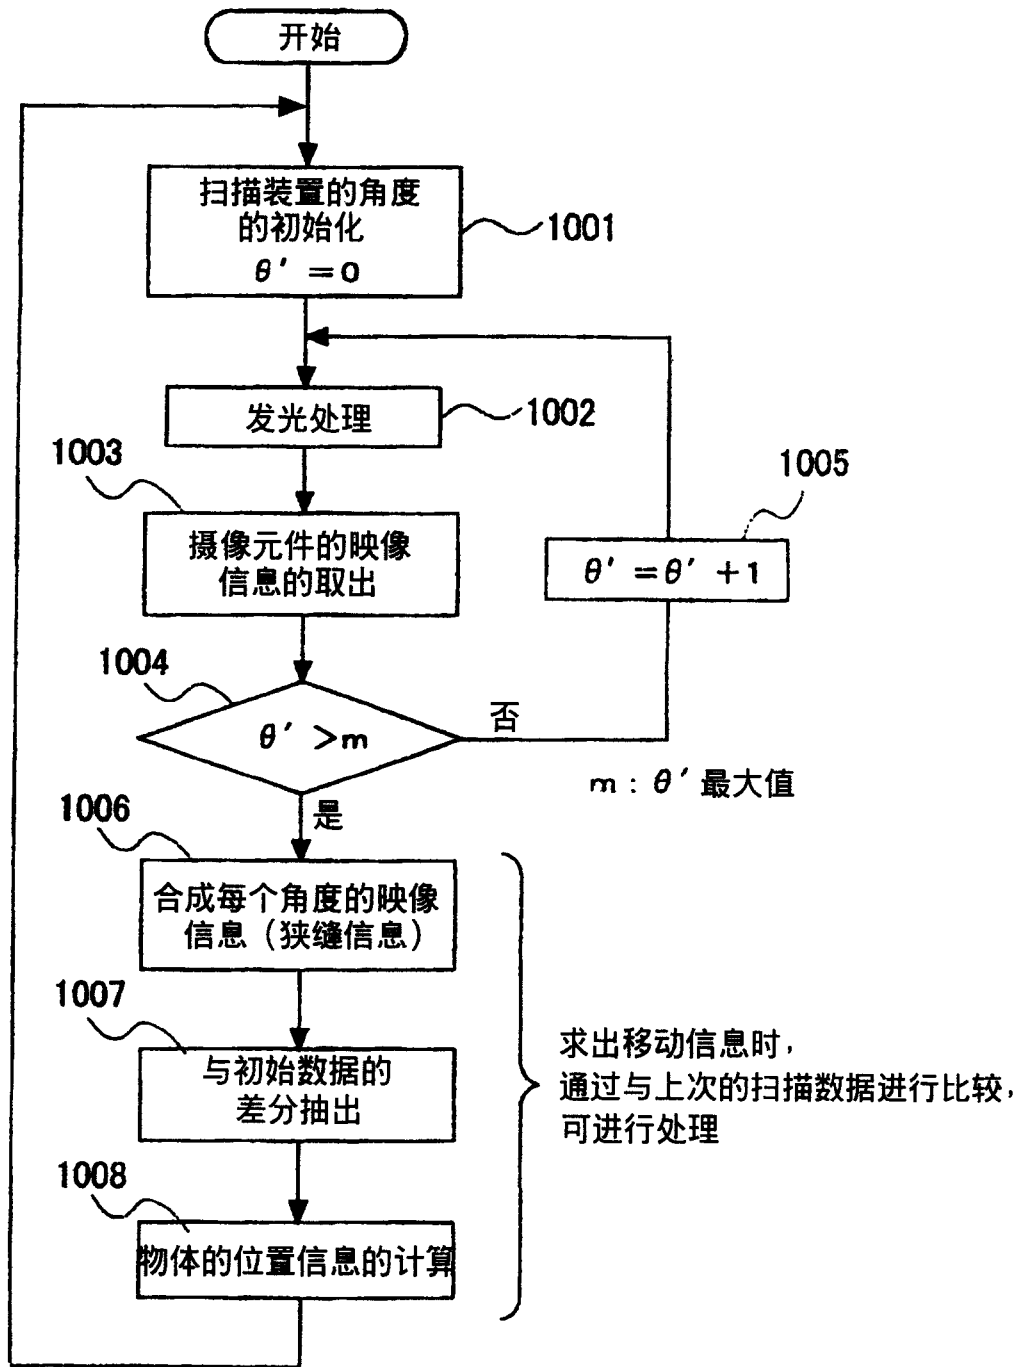 开始
扫描装置的角度
的初始化
θ′＝0
1001
发光处理
1002
1003
摄像元件的映像
信息的取出
1005
θ′＝θ′＋1
1004
θ′＞m
否
m：θ′最大值
是
1006
合成每个角度的映像
信息（狭缝信息）
1007
与初始数据的
差分抽出
1008
物体的位置信息的计算
求出移动信息时，
通过与上次的扫描数据进行比较，
可进行处理